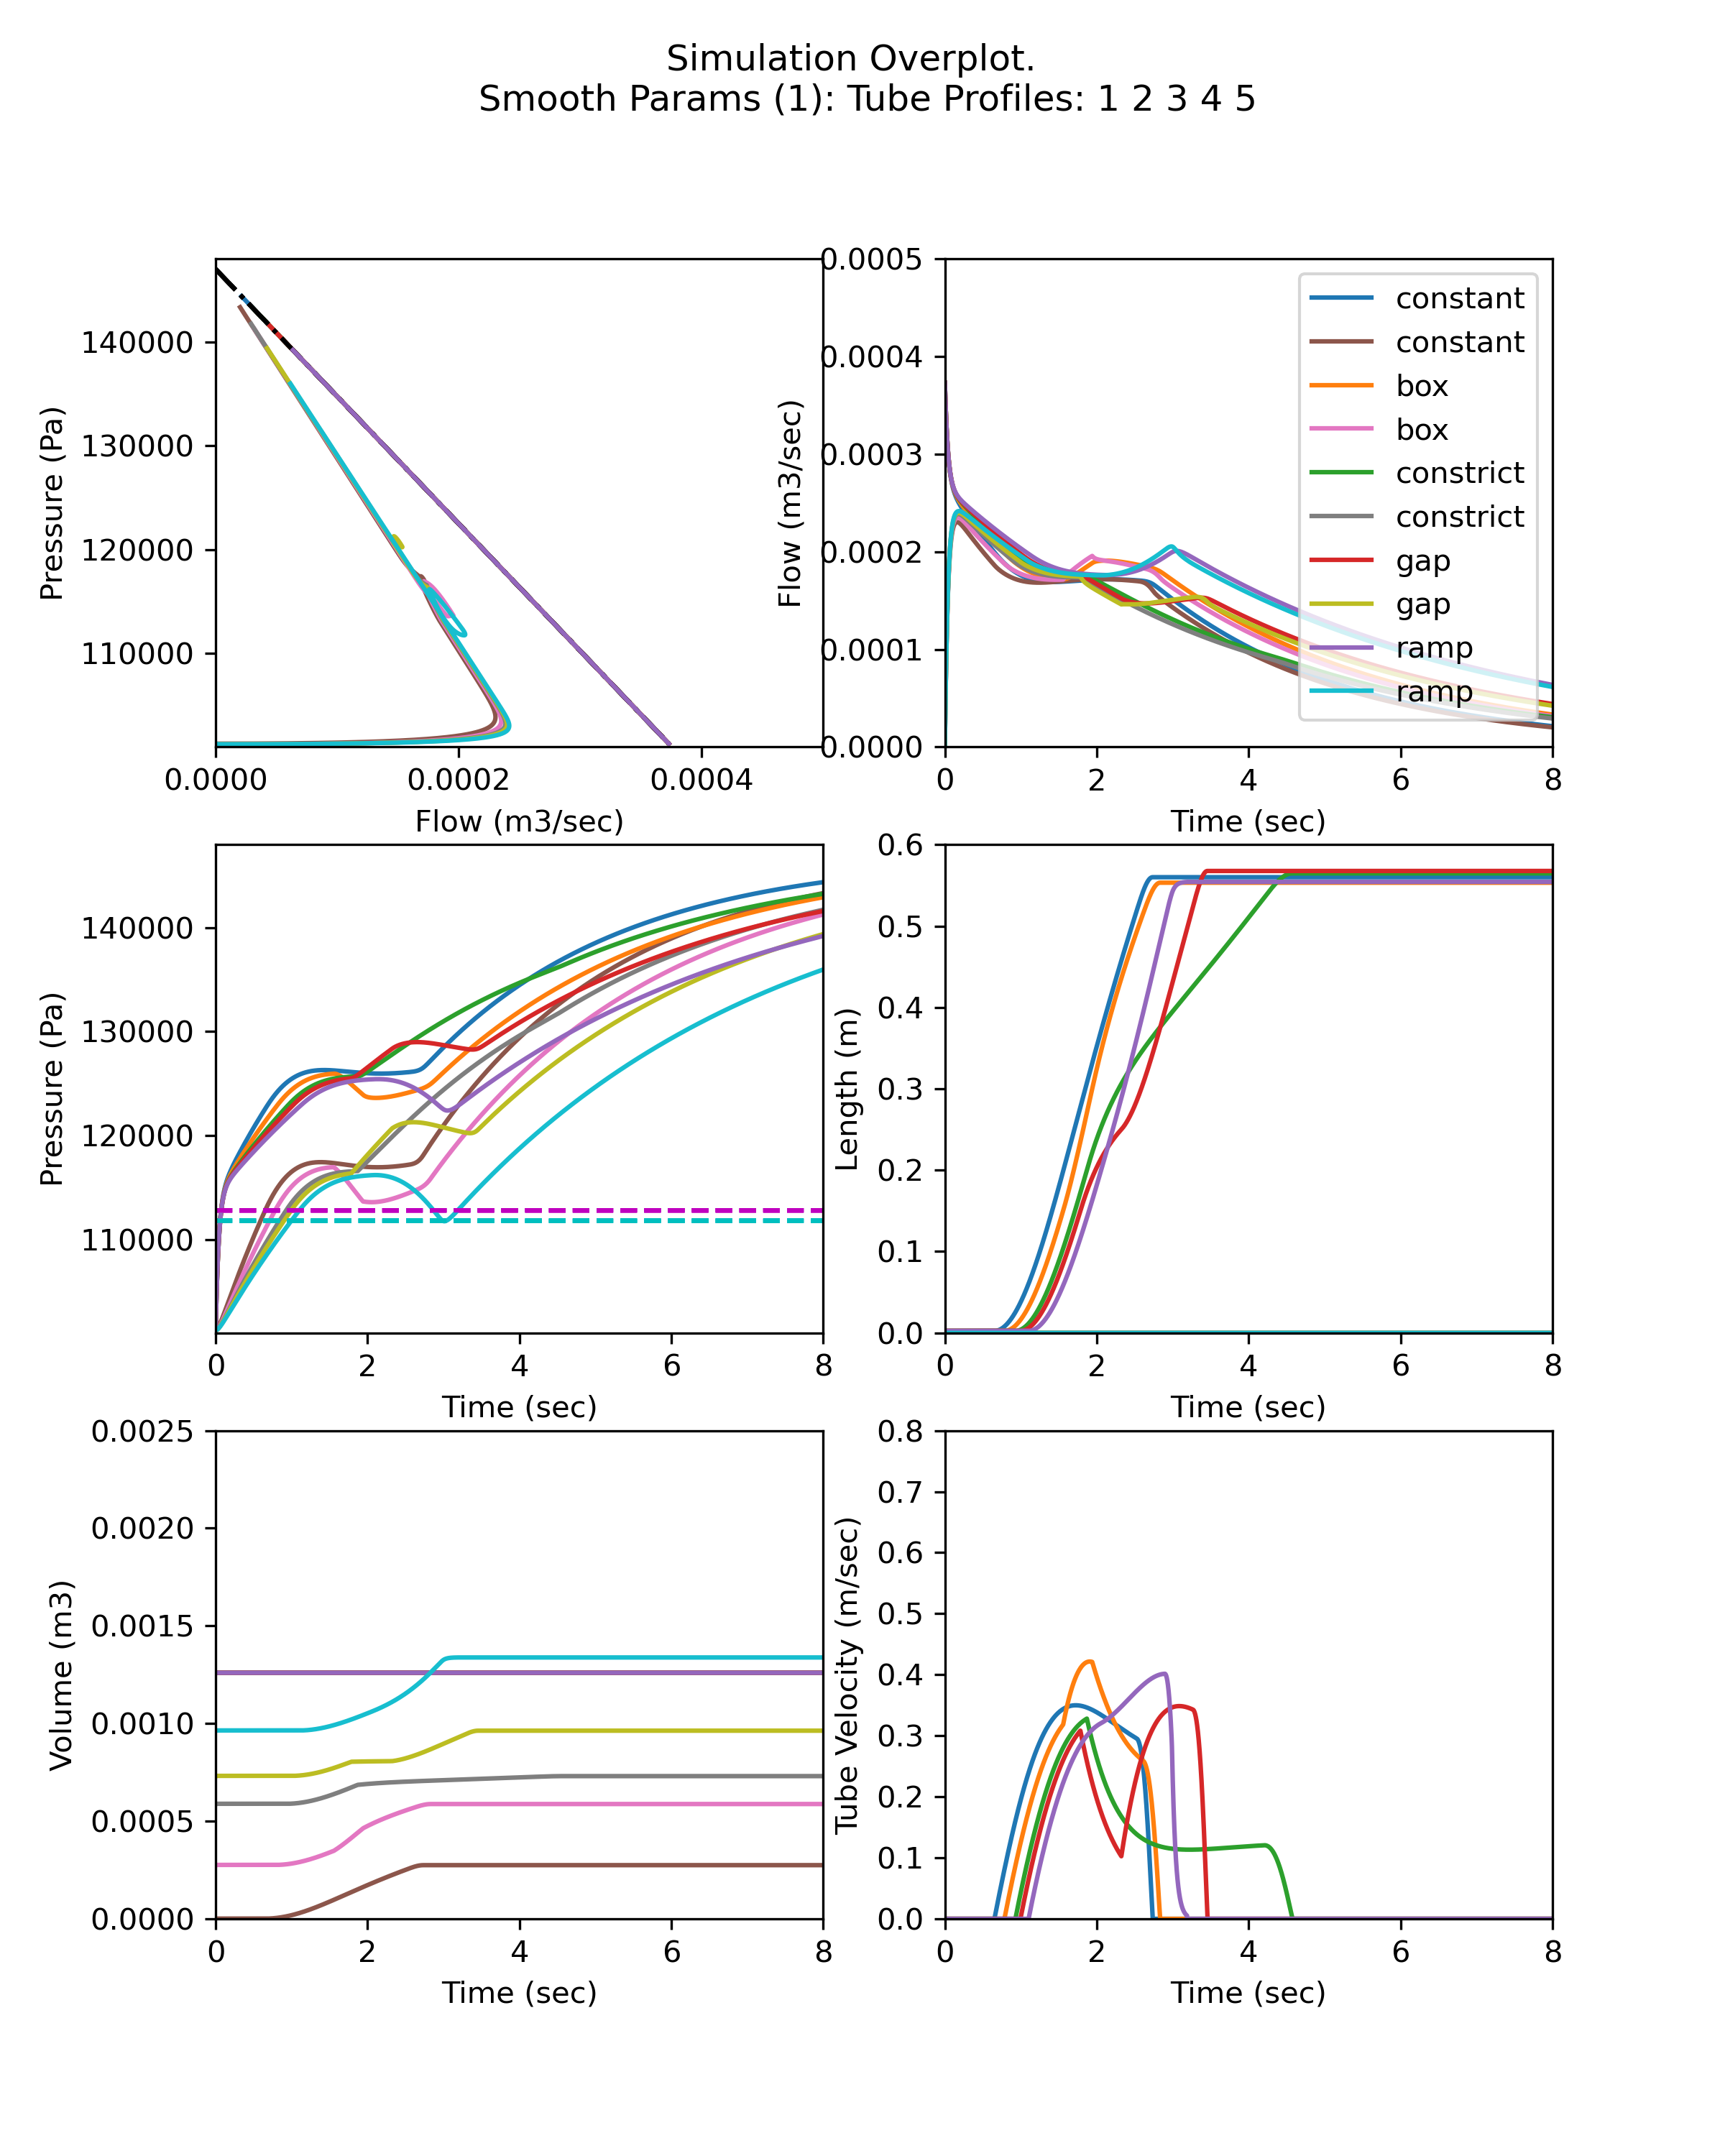 Simulation Overplot.
Smooth Params (1): Tube Profiles: 1 2 3 4 5
Pressure (Pa)
140000
130000
120000
110000
0.0000 0.0002 0.0004
Flow (m3/sec)
Flow (m3/sec)
0.0005
0.0004
0.0003
0.0002
0.0001
0.0000
constant
constant
box
box
constrict
constrict
gap
gap
ramp
ramp
0 2 4 6 8
Time (sec)
Pressure (Pa)
140000
130000
120000
110000
0 2 4 6 8
Time (sec)
Length (m)
0.6
0.5
0.4
0.3
0.2
0.1
0.0
0 2 4 6 8
Time (sec)
Volume (m3)
0.0025
0.0020
0.0015
0.0010
0.0005
0.0000
0 2 4 6 8
Time (sec)
Tube Velocity (m/sec)
0.8
0.7
0.6
0.5
0.4
0.3
0.2
0.1
0.0
0 2 4 6 8
Time (sec)